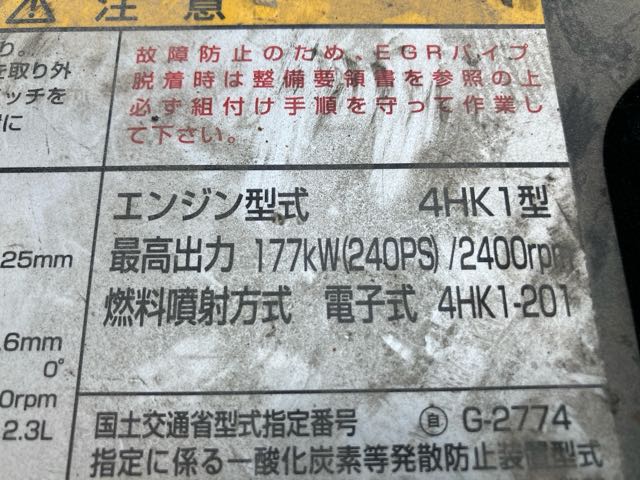 注意
り。
を取り外
ッチを
に
故障防止のため、EGRパイプ
脱着時は整備要領書を参照の上
必ず組付け手順を守って作業し
て下さい。
25mm
.6mm
0°
0rpm
2.3L
エンジン型式 4HK1型
最高出力 177kW(240PS)/2400rpm
燃料噴射方式 電子式 4HK1-201
国土交通省型式指定番号 自 G-2774
指定に係る一酸化炭素等発散防止装置型式